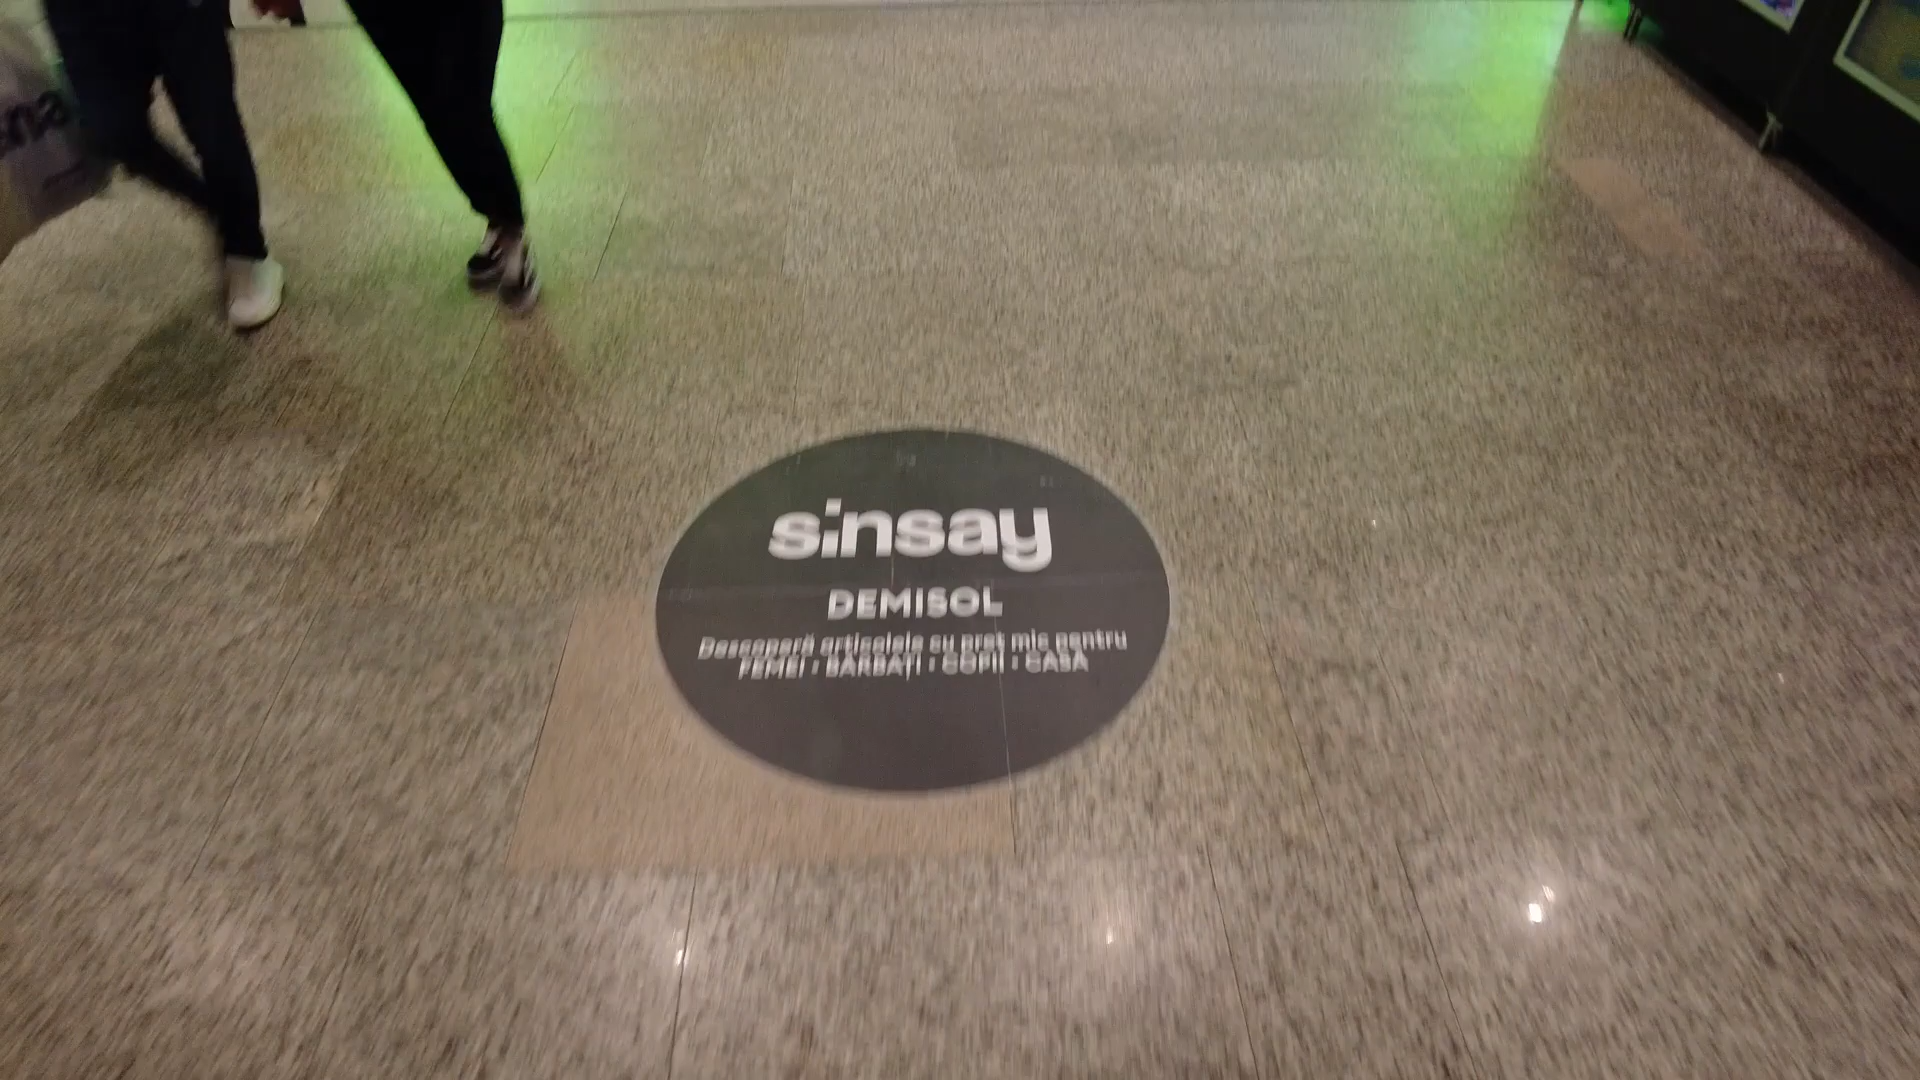 sinsay
DEMISOL
Descoperă articolele cu preț mic pentru
FEMEI : BĂRBAȚI : COPII : CASĂ